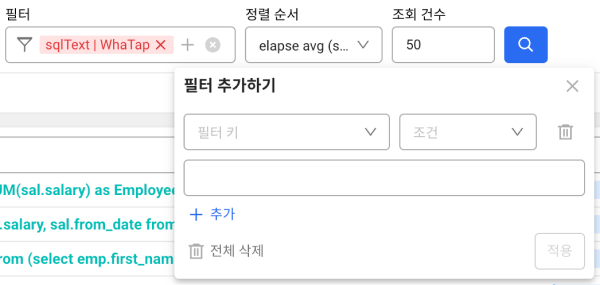 필터 정렬 순서 조회 건수
sqlText | WhaTap elapse avg (s... 50
필터 추가하기
필터 키 조건
UM(sal.salary) as Employee
.salary, sal.from_date from
추가
rom (select emp.first_nam
전체 삭제 적용